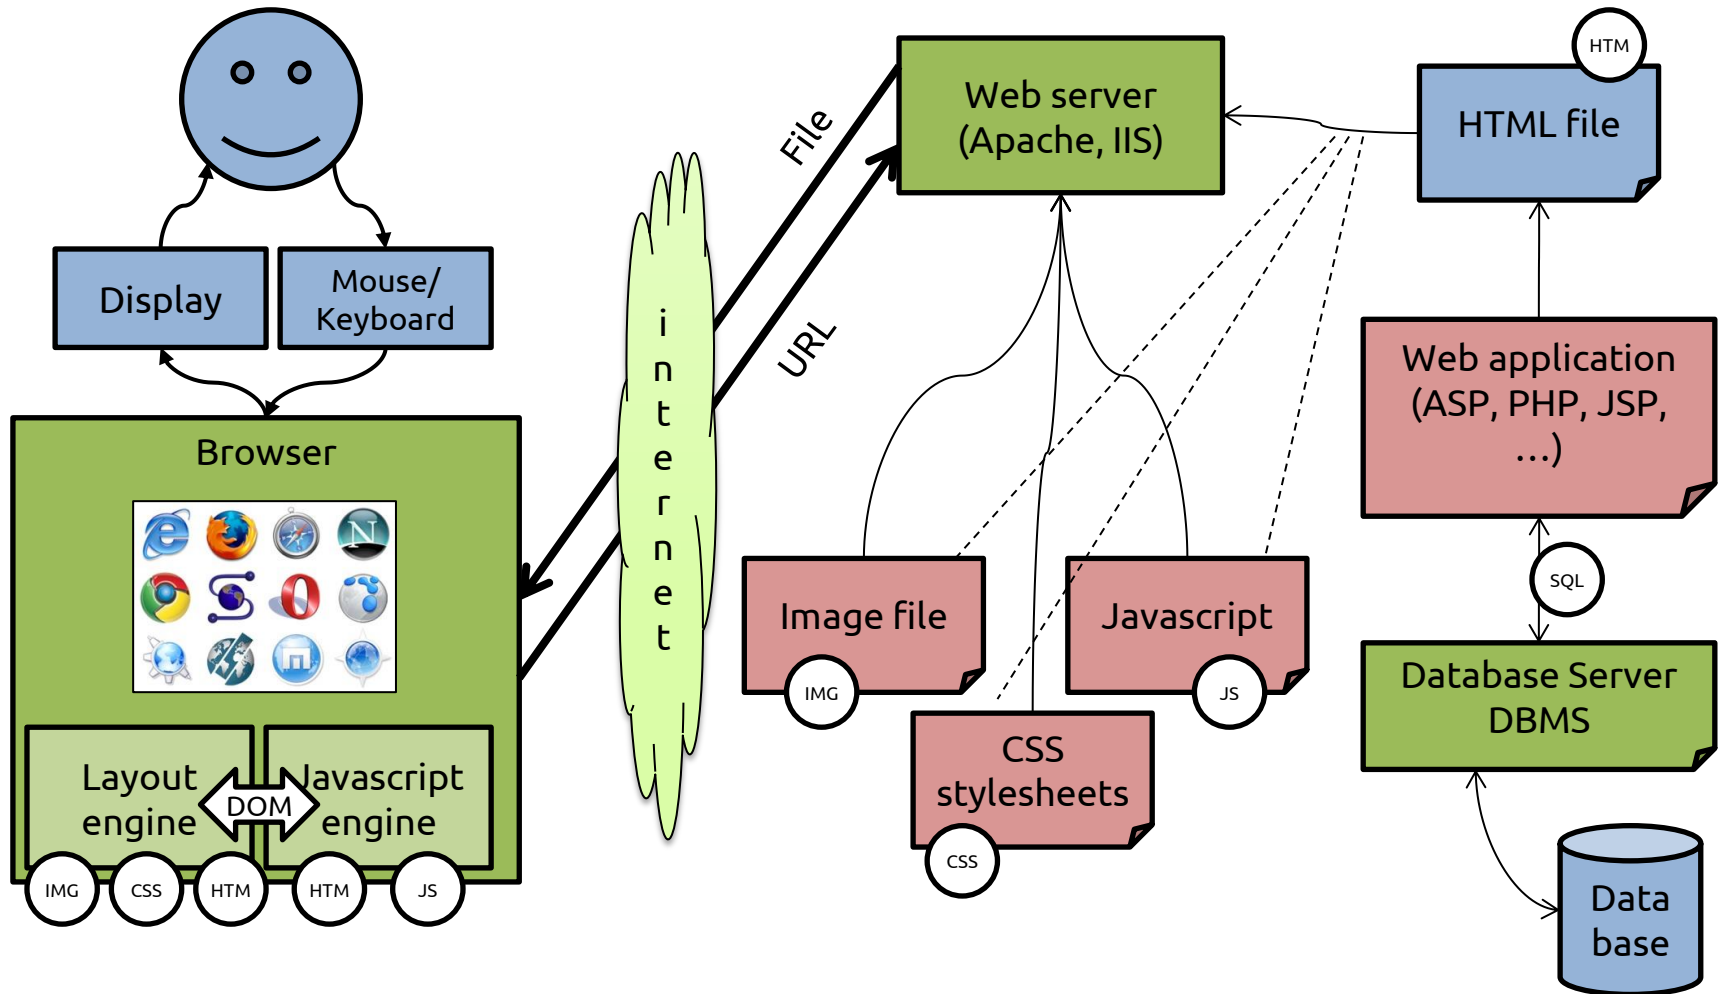 Display
Mouse/
Keyboard
Browser
N
m
Layout
engine
DOM
Javascript
engine
IMG
CSS
HTM
HTM
JS
internet
File
URL
Web server
(Apache, IIS)
HTM
HTML file
Web application
(ASP, PHP, JSP,
…)
SQL
Database Server
DBMS
Data
base
Image file
IMG
Javascript
JS
CSS
stylesheets
CSS